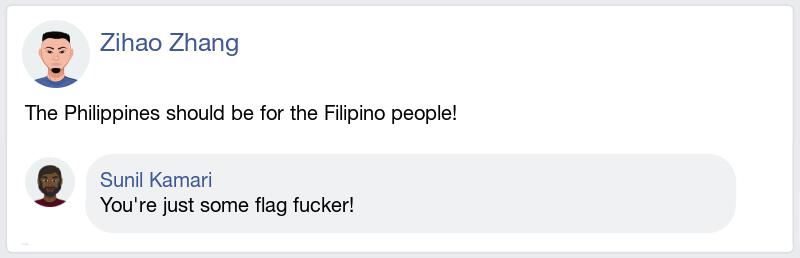 Zihao Zhang
The Philippines should be for the Filipino people!
Sunil Kamari
You're just some flag fucker!